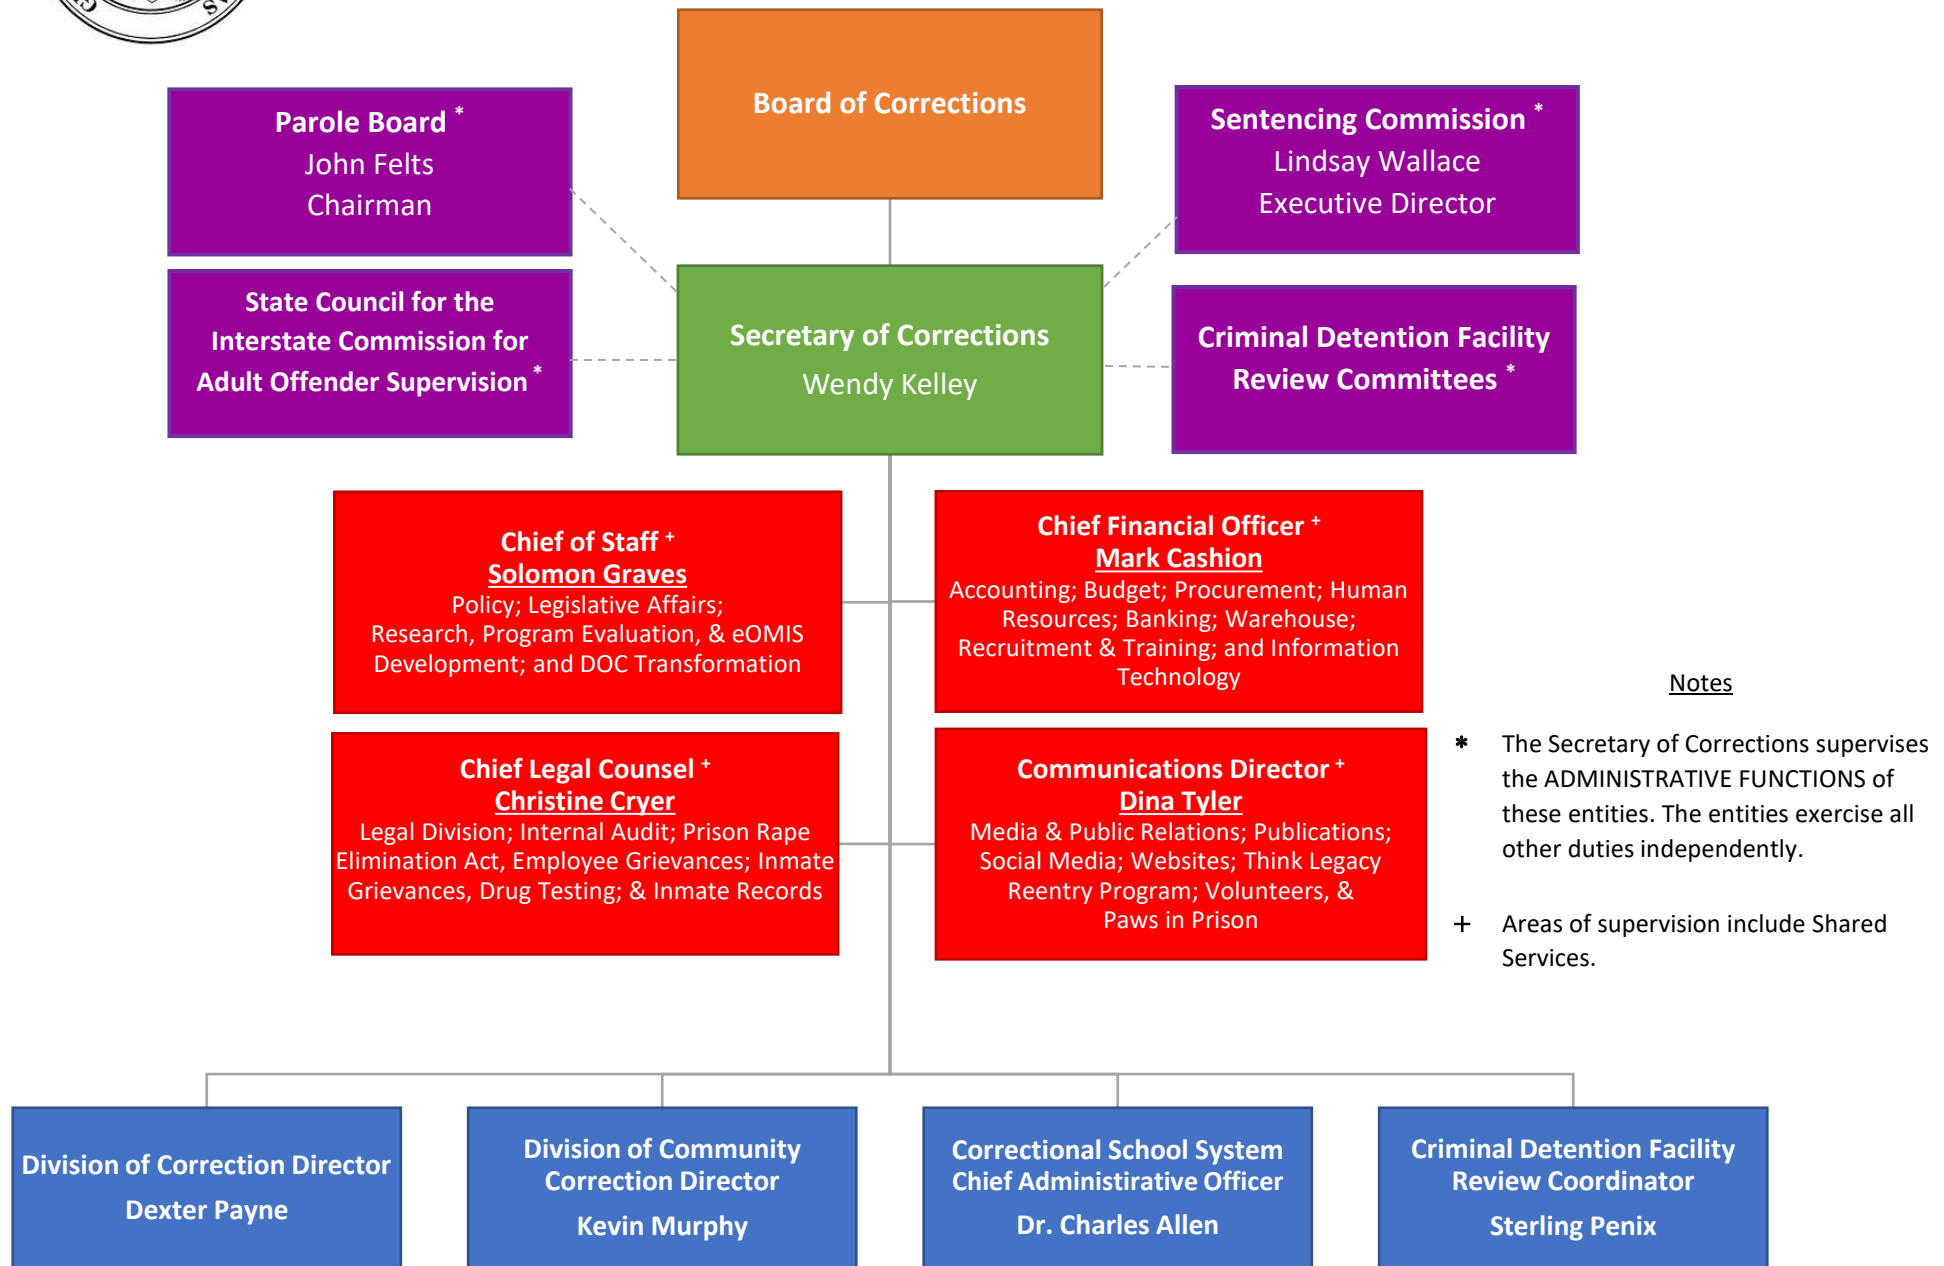 Board of Corrections
Parole Board *
John Felts
Chairman
Sentencing Commission *
Lindsay Wallace
Executive Director
State Council for the
Interstate Commission for
Adult Offender Supervision *
Secretary of Corrections
Wendy Kelley
Criminal Detention Facility
Review Committees *
Chief of Staff +
Solomon Graves
Policy; Legislative Affairs;
Research, Program Evaluation, & eOMIS
Development; and DOC Transformation
Chief Financial Officer +
Mark Cashion
Accounting; Budget; Procurement; Human
Resources; Banking; Warehouse;
Recruitment & Training; and Information
Technology
Chief Legal Counsel +
Christine Cryer
Legal Division; Internal Audit; Prison Rape
Elimination Act, Employee Grievances; Inmate
Grievances, Drug Testing; & Inmate Records
Communications Director +
Dina Tyler
Media & Public Relations; Publications;
Social Media; Websites; Think Legacy
Reentry Program; Volunteers, &
Paws in Prison
Notes
* The Secretary of Corrections supervises
the ADMINISTRATIVE FUNCTIONS of
these entities. The entities exercise all
other duties independently.
+ Areas of supervision include Shared
Services.
Division of Correction Director
Dexter Payne
Division of Community
Correction Director
Kevin Murphy
Correctional School System
Chief Administirative Officer
Dr. Charles Allen
Criminal Detention Facility
Review Coordinator
Sterling Penix